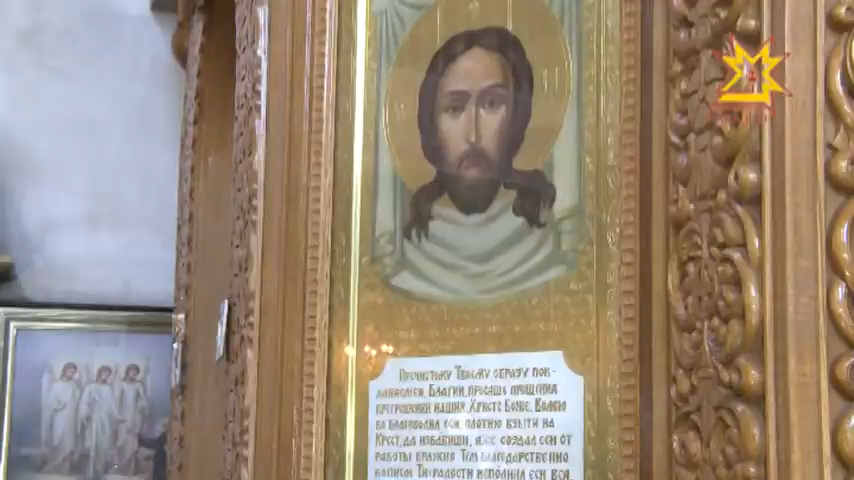 Пречистому Твоему образу пок-
ланяемся, Благий, просяще прощения
прегрешений наших, Христе Боже. Волею
бо благоволил еси плотию взыти на
Крест, да избавиши, яже создал еси, от
работы вражия. Тем благодарственно
вопием Ти: радости исполнил еси вся,